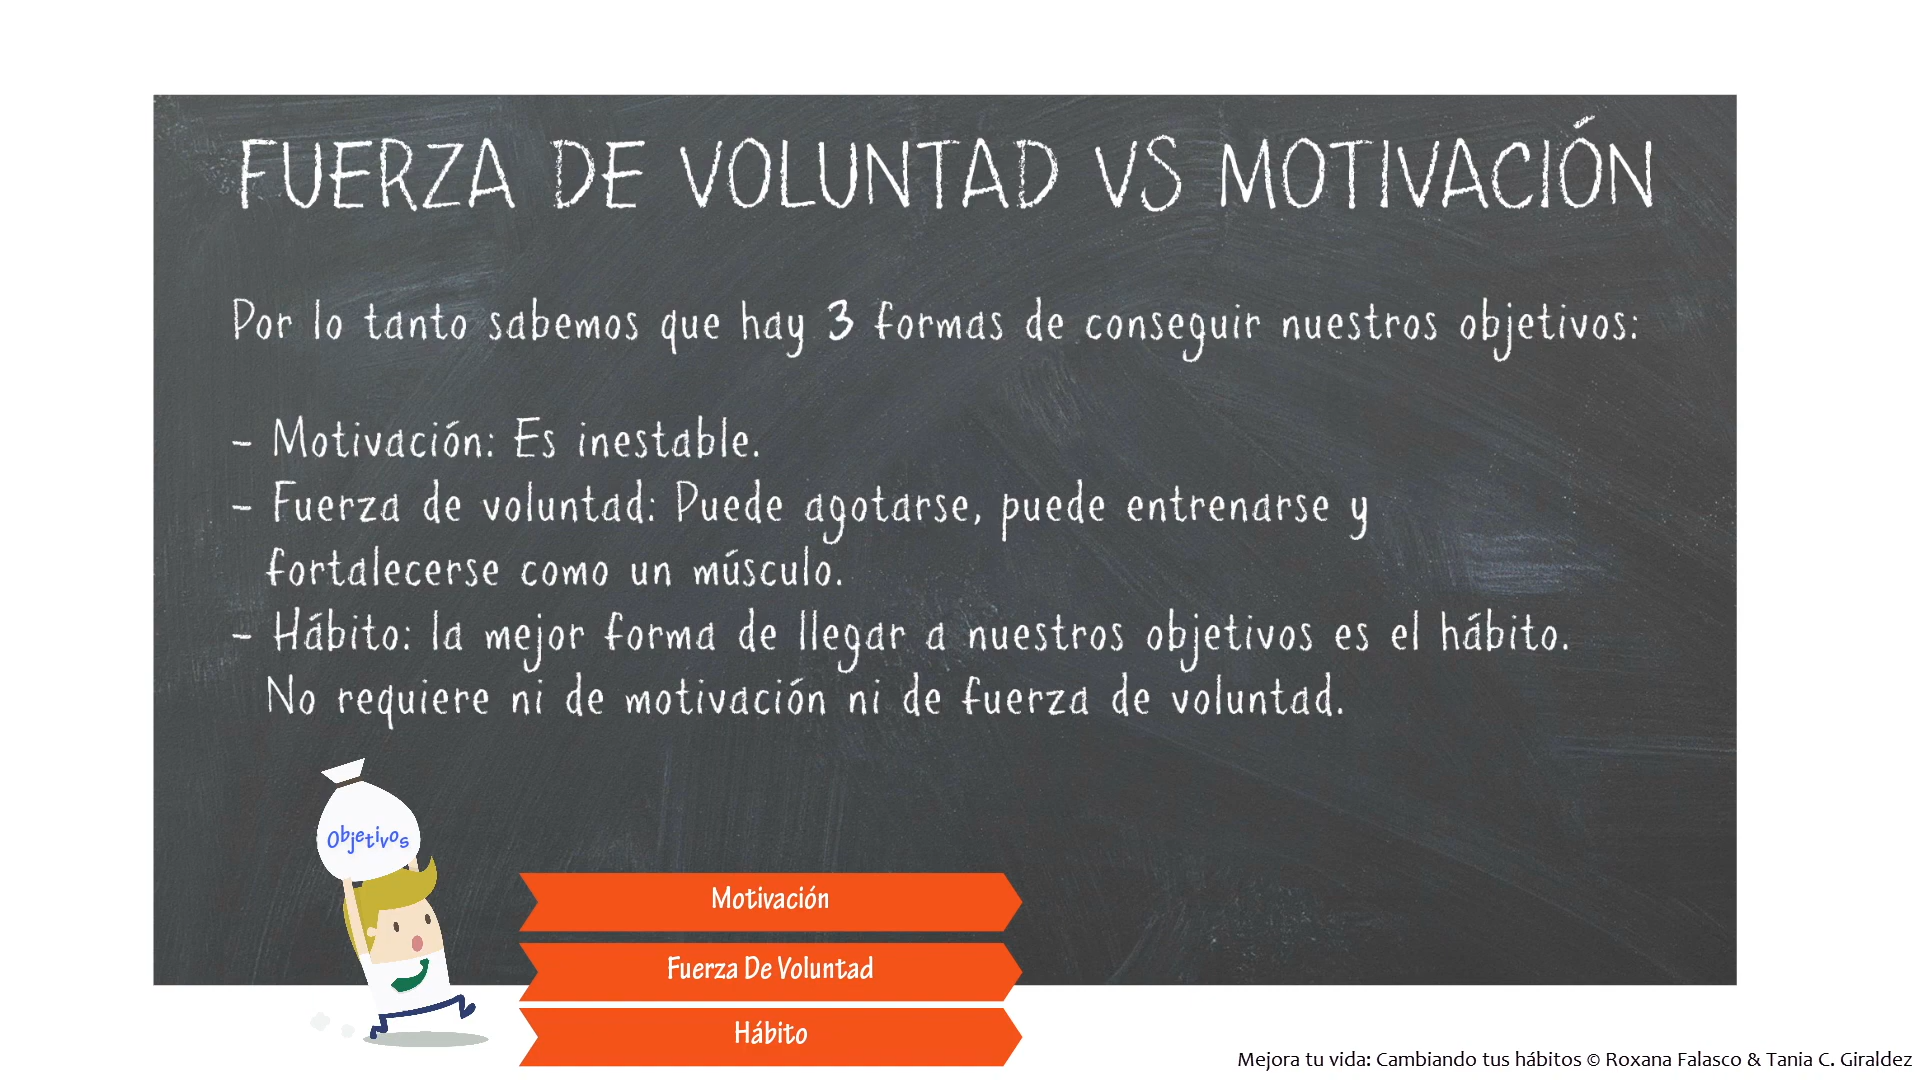 FUERZA DE VOLUNTAD VS MOTIVACIÓN
Por lo tanto sabemos que hay 3 formas de conseguir nuestros objetivos:
- Motivación: Es inestable.
- Fuerza de voluntad: Puede agotarse, puede entrenarse y
fortalecerse como un músculo.
- Hábito: la mejor forma de llegar a nuestros objetivos es el hábito.
No requiere ni de motivación ni de fuerza de voluntad.
Objetivos
Motivación
Fuerza De Voluntad
Hábito
Mejora tu vida: Cambiando tus hábitos © Roxana Falasco & Tania C. Giraldez